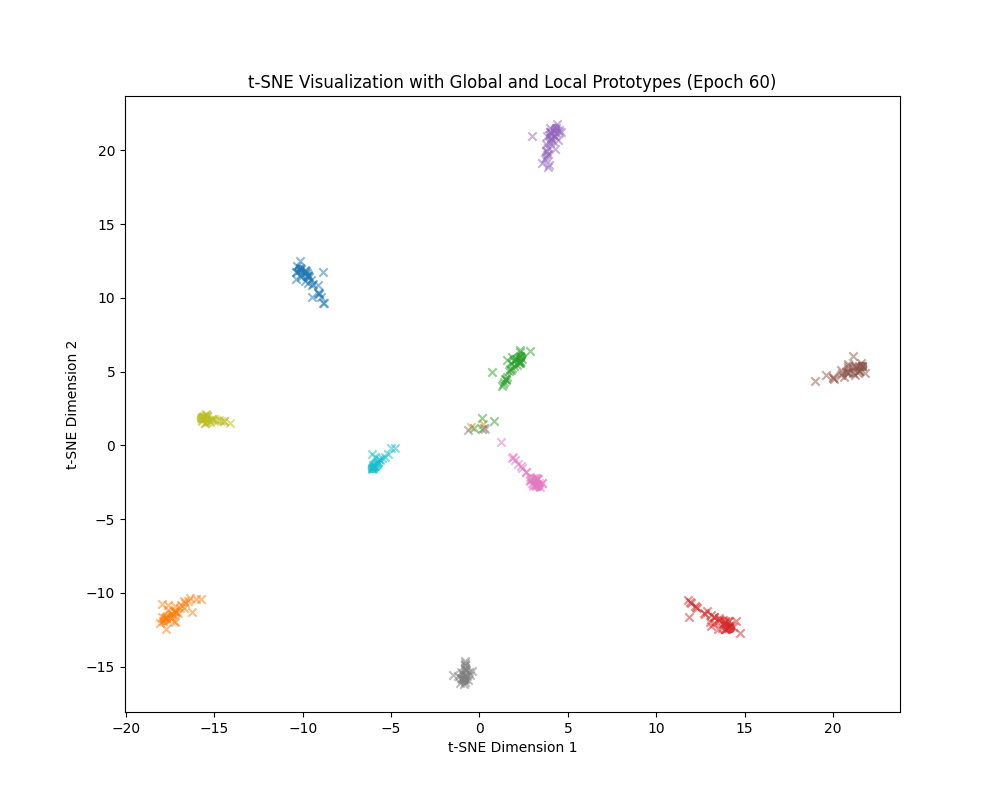 t-SNE Visualization with Global and Local Prototypes (Epoch 60)
20
15
10
5
0
−5
−10
−15
t-SNE Dimension 2
−20 −15 −10 −5 0 5 10 15 20
t-SNE Dimension 1